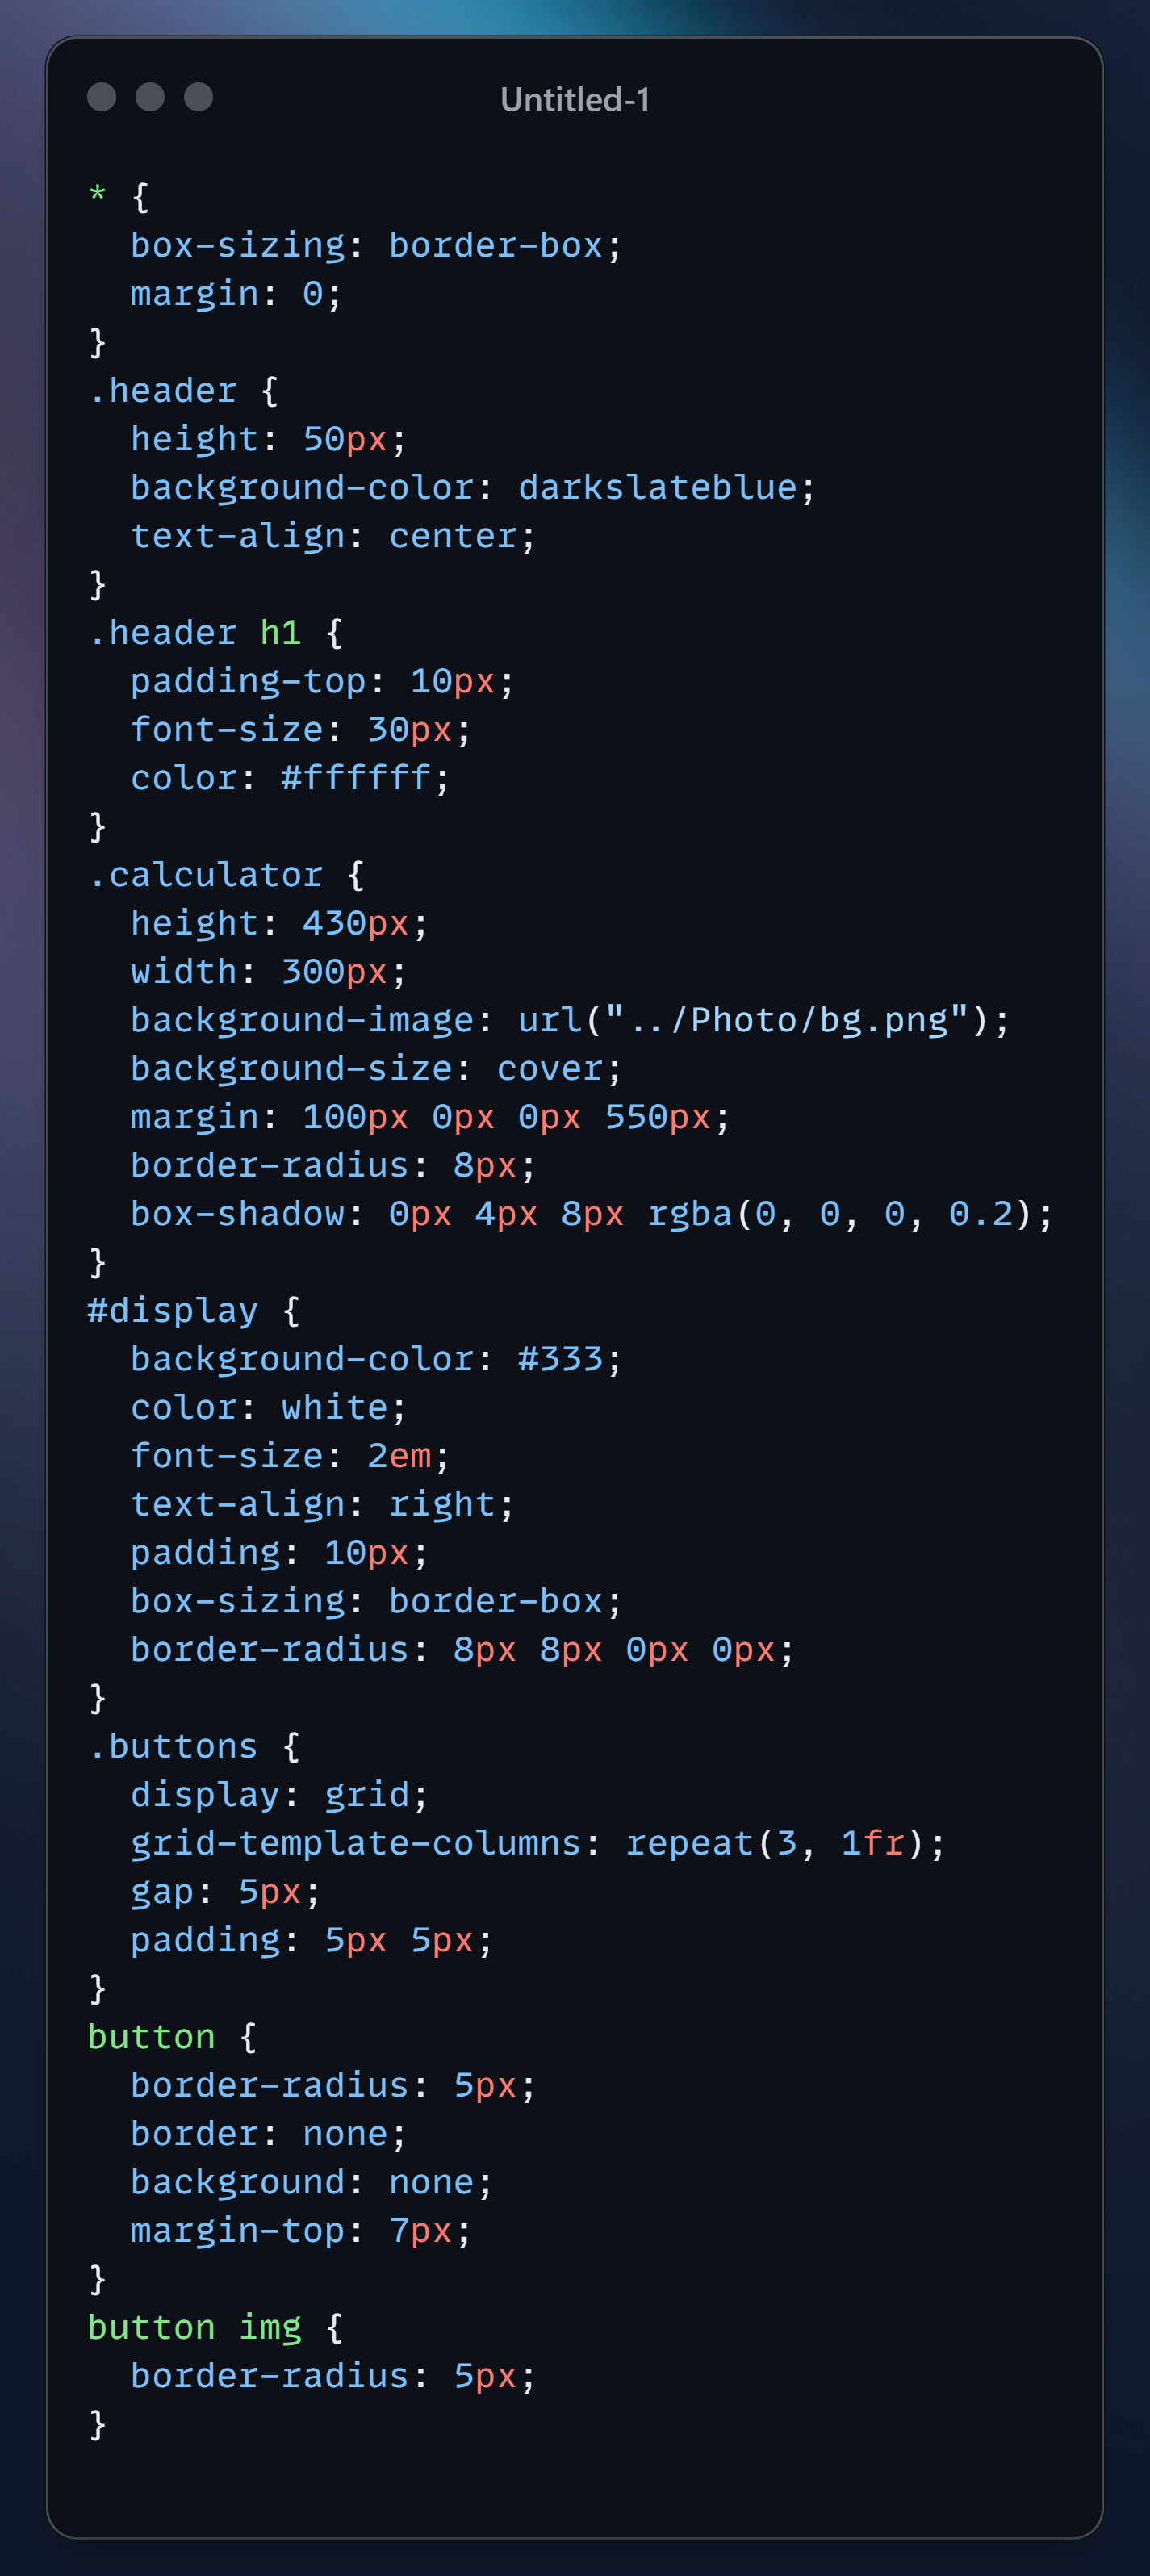 Untitled-1
* {
  box-sizing: border-box;
  margin: 0;
}
.header {
  height: 50px;
  background-color: darkslateblue;
  text-align: center;
}
.header h1 {
  padding-top: 10px;
  font-size: 30px;
  color: #ffffff;
}
.calculator {
  height: 430px;
  width: 300px;
  background-image: url("../Photo/bg.png");
  background-size: cover;
  margin: 100px 0px 0px 550px;
  border-radius: 8px;
  box-shadow: 0px 4px 8px rgba(0, 0, 0, 0.2);
}
#display {
  background-color: #333;
  color: white;
  font-size: 2em;
  text-align: right;
  padding: 10px;
  box-sizing: border-box;
  border-radius: 8px 8px 0px 0px;
}
.buttons {
  display: grid;
  grid-template-columns: repeat(3, 1fr);
  gap: 5px;
  padding: 5px 5px;
}
button {
  border-radius: 5px;
  border: none;
  background: none;
  margin-top: 7px;
}
button img {
  border-radius: 5px;
}